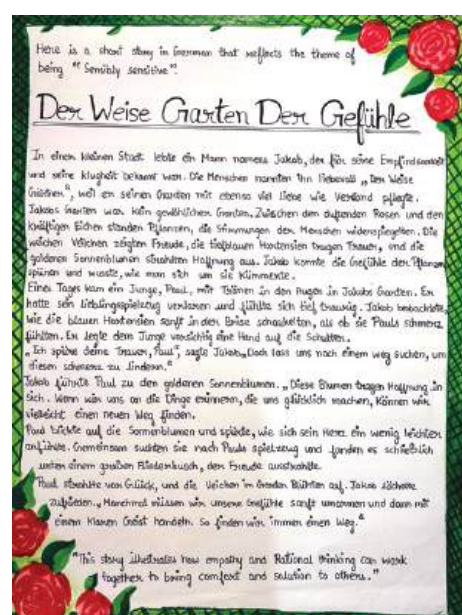 Here is a short story in German that reflects the theme of
being "Sensibly sensitive".
Der Weise Garten Der Gefühle
In einer kleinen Stadt lebte ein Mann namens Jakob, der für seine Empfindsamkeit
und seine Klugheit bekannt war. Die Menschen nannten ihn liebevoll „Den Weise
Gärtner", weil er seinen Garten mit ebenso viel Liebe wie Verstand pflegte.
Jakobs Garten war kein gewöhnlicher Garten. Zwischen den duftenden Rosen und den
kräftigen Eichen standen Pflanzen, die Stimmungen der Menschen widerspiegelten. Die
weichen Veilchen zeigten Freude, die tiefblauen Hortensien trugen Trauer, und die
goldenen Sonnenblumen strahlten Hoffnung aus. Jakob konnte die Gefühle der Pflanzen
spüren und wusste, wie man sich um sie kümmerte.
Eines Tages kam ein Junge, Paul, mit Tränen in den Augen in Jakobs Garten. Er
hatte sein Lieblingsspielzeug verloren und fühlte sich tief traurig. Jakob beobachtete,
wie die blauen Hortensien sanft in der Brise schaukelten, als ob sie Pauls schmerz
fühlten. Er legte dem Junge vorsichtig eine Hand auf die Schulter.
„Ich spüre deine Trauer, Paul", sagte Jakob, „Doch lass uns nach einem weg suchen, um
diesen schmerz zu lindern."
Jakob führte Paul zu den goldenen Sonnenblumen. „Diese Blumen tragen Hoffnung in
sich. Wenn wir uns an die Dinge erinnern, die uns glücklich machen, können wir
vielleicht einen neuen Weg finden.
Paul blickte auf die Sonnenblumen und spürte, wie sich sein Herz ein wenig leichter
anfühlte. Gemeinsam suchten sie nach Pauls spielzeug und fanden es schließlich
unter einem großen Fliederbusch, der Freude ausstrahlte.
Paul strahlte vor Glück, und die Veilchen im Garten blühten auf. Jakob lächelte
zufrieden. „Manchmal müssen wir unsere Gefühle sanft umarmen und dann mit
einem klaren Geist handeln. So finden wir immer einen Weg."
"This story illustrates how empathy and Rational thinking can work
together to bring comfort and solution to others."